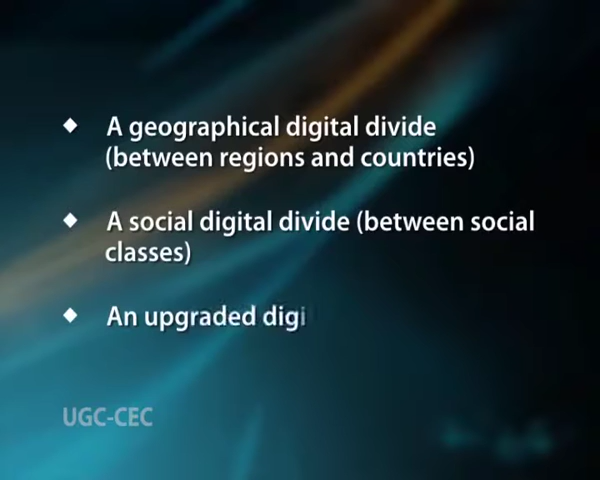 ◆ A geographical digital divide
(between regions and countries)
◆ A social digital divide (between social
classes)
◆ An upgraded digi
UGC-CEC